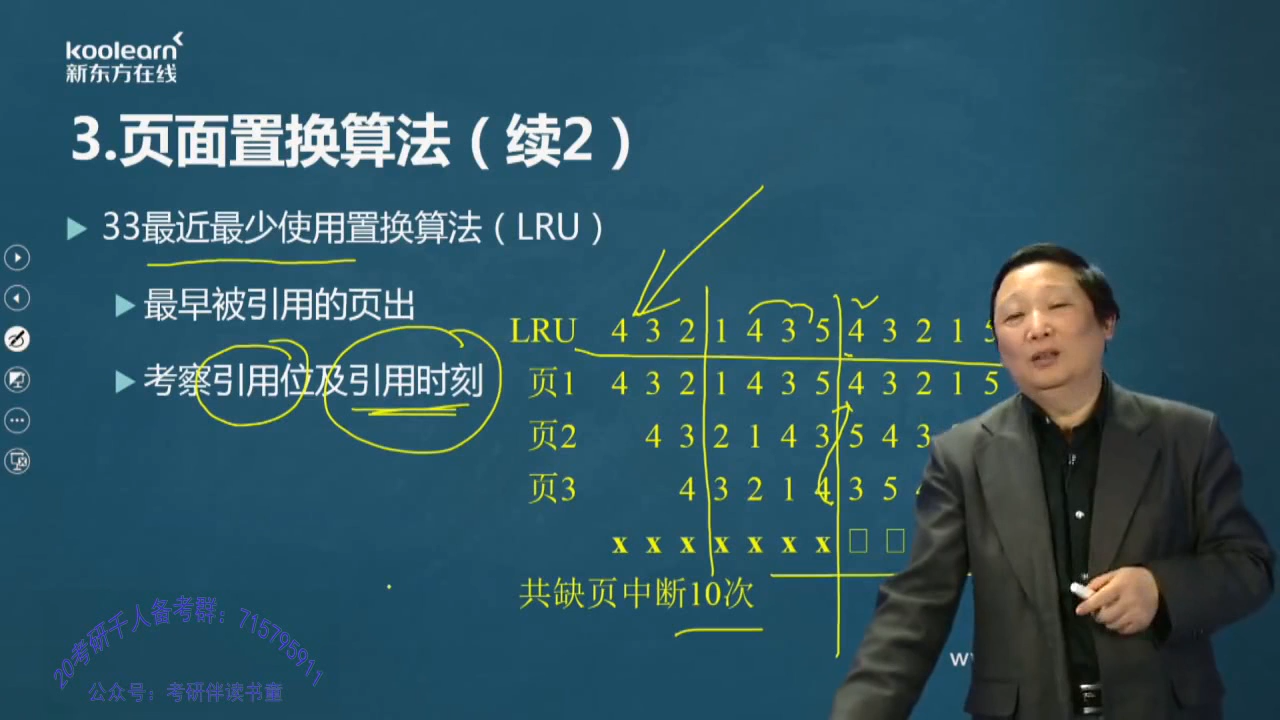 koolearn
新东方在线
3.页面置换算法（续2）
33最近最少使用置换算法（LRU）
最早被引用的页出
考察引用位及引用时刻
LRU 4 3 2 1 4 3 5 4 3 2 1 5
页1 4 3 2 1 4 3 5 4 3 2 1 5
页2 4 3 2 1 4 3 5 4 3
页3 4 3 2 1 4 3 5
x x x x x x x □ □
共缺页中断10次
20考研千人备考群：715795911
公众号：考研伴读书童